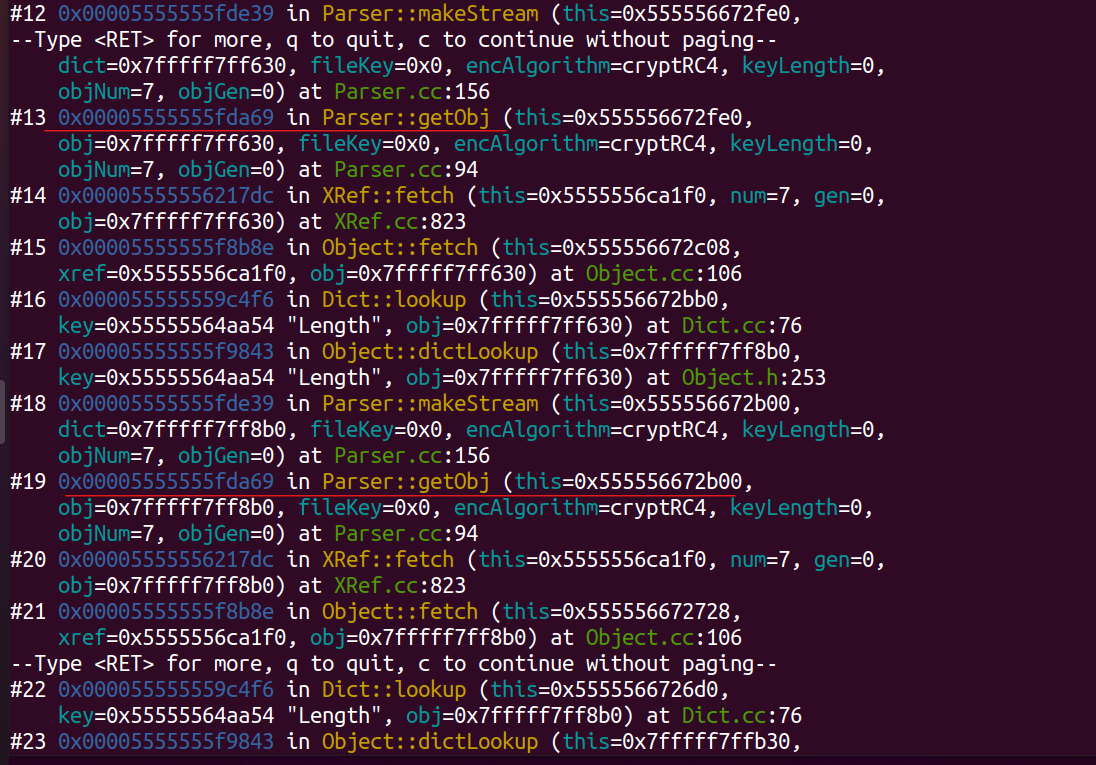 #12 0x00005555555fde39 in Parser::makeStream (this=0x555556672fe0,
--Type <RET> for more, q to quit, c to continue without paging--
    dict=0x7fffff7ff630, fileKey=0x0, encAlgorithm=cryptRC4, keyLength=0,
    objNum=7, objGen=0) at Parser.cc:156
#13 0x00005555555fda69 in Parser::getObj (this=0x555556672fe0,
    obj=0x7fffff7ff630, fileKey=0x0, encAlgorithm=cryptRC4, keyLength=0,
    objNum=7, objGen=0) at Parser.cc:94
#14 0x00005555556217dc in XRef::fetch (this=0x5555556ca1f0, num=7, gen=0,
    obj=0x7fffff7ff630) at XRef.cc:823
#15 0x00005555555f8b8e in Object::fetch (this=0x555556672c08,
    xref=0x5555556ca1f0, obj=0x7fffff7ff630) at Object.cc:106
#16 0x000055555559c4f6 in Dict::lookup (this=0x555556672bb0,
    key=0x55555564aa54 "Length", obj=0x7fffff7ff630) at Dict.cc:76
#17 0x00005555555f9843 in Object::dictLookup (this=0x7fffff7ff8b0,
    key=0x55555564aa54 "Length", obj=0x7fffff7ff630) at Object.h:253
#18 0x00005555555fde39 in Parser::makeStream (this=0x555556672b00,
    dict=0x7fffff7ff8b0, fileKey=0x0, encAlgorithm=cryptRC4, keyLength=0,
    objNum=7, objGen=0) at Parser.cc:156
#19 0x00005555555fda69 in Parser::getObj (this=0x555556672b00,
    obj=0x7fffff7ff8b0, fileKey=0x0, encAlgorithm=cryptRC4, keyLength=0,
    objNum=7, objGen=0) at Parser.cc:94
#20 0x00005555556217dc in XRef::fetch (this=0x5555556ca1f0, num=7, gen=0,
    obj=0x7fffff7ff8b0) at XRef.cc:823
#21 0x00005555555f8b8e in Object::fetch (this=0x555556672728,
    xref=0x5555556ca1f0, obj=0x7fffff7ff8b0) at Object.cc:106
--Type <RET> for more, q to quit, c to continue without paging--
#22 0x000055555559c4f6 in Dict::lookup (this=0x5555566726d0,
    key=0x55555564aa54 "Length", obj=0x7fffff7ff8b0) at Dict.cc:76
#23 0x00005555555f9843 in Object::dictLookup (this=0x7fffff7ffb30,